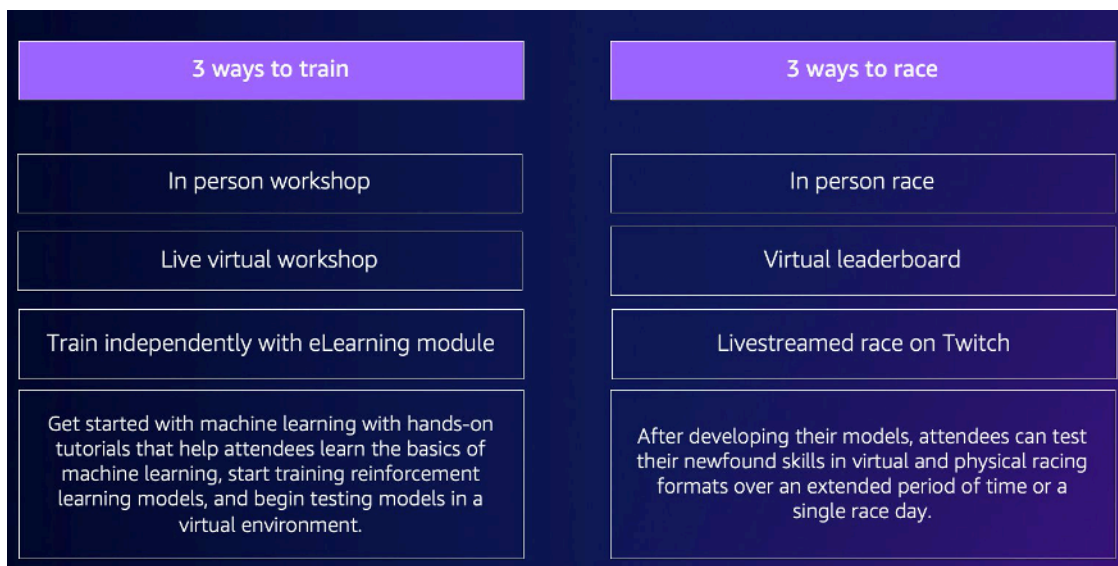 3 ways to train
In person workshop
Live virtual workshop
Train independently with eLearning module
Get started with machine learning with hands-on
tutorials that help attendees learn the basics of
machine learning, start training reinforcement
learning models, and begin testing models in a
virtual environment.
3 ways to race
In person race
Virtual leaderboard
Livestreamed race on Twitch
After developing their models, attendees can test
their newfound skills in virtual and physical racing
formats over an extended period of time or a
single race day.